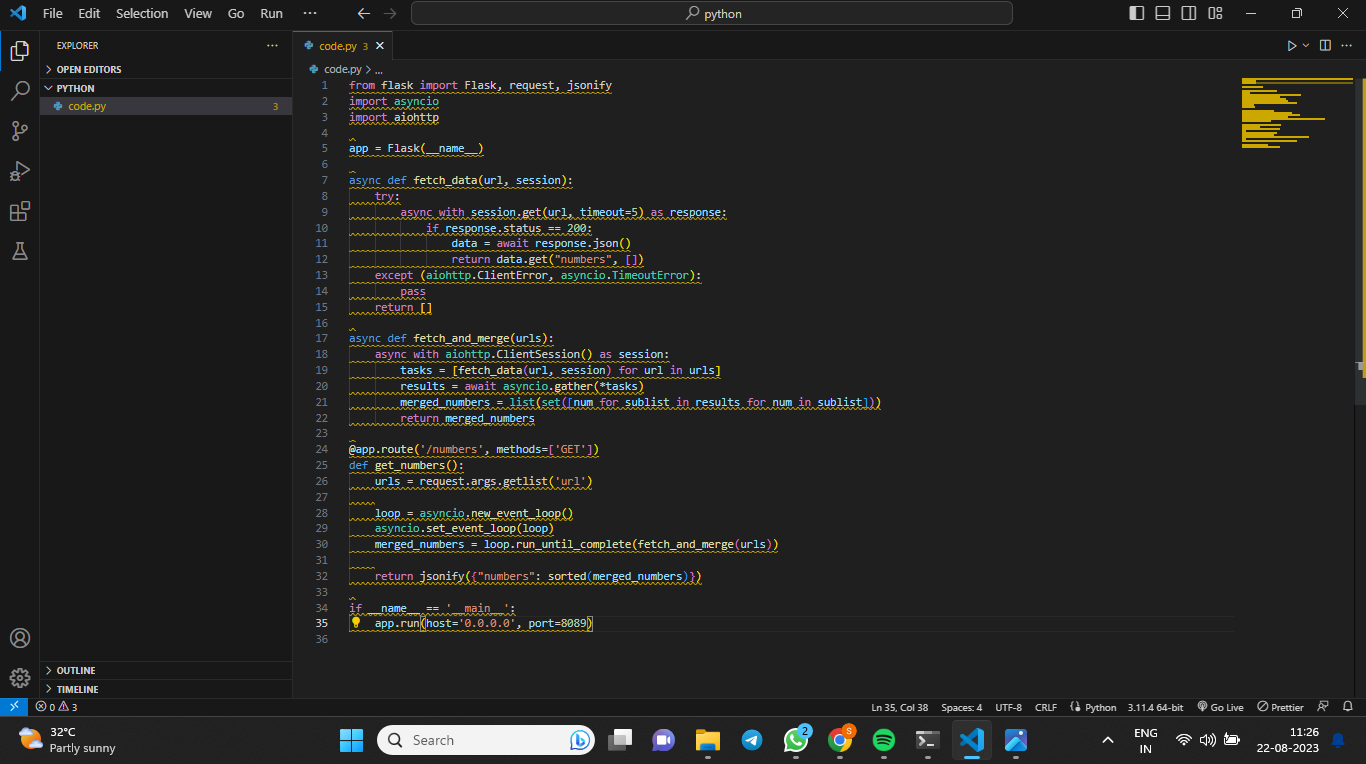 File Edit Selection View Go Run ··· python
EXPLORER ···
OPEN EDITORS
PYTHON
code.py 3
OUTLINE
TIMELINE
code.py 3
code.py > ...
1 from flask import Flask, request, jsonify
2 import asyncio
3 import aiohttp
4
5 app = Flask(__name__)
6
7 async def fetch_data(url, session):
8     try:
9         async with session.get(url, timeout=5) as response:
10             if response.status == 200:
11                 data = await response.json()
12                 return data.get("numbers", [])
13     except (aiohttp.ClientError, asyncio.TimeoutError):
14         pass
15     return []
16
17 async def fetch_and_merge(urls):
18     async with aiohttp.ClientSession() as session:
19         tasks = [fetch_data(url, session) for url in urls]
20         results = await asyncio.gather(*tasks)
21         merged_numbers = list(set([num for sublist in results for num in sublist]))
22         return merged_numbers
23
24 @app.route('/numbers', methods=['GET'])
25 def get_numbers():
26     urls = request.args.getlist('url')
27
28     loop = asyncio.new_event_loop()
29     asyncio.set_event_loop(loop)
30     merged_numbers = loop.run_until_complete(fetch_and_merge(urls))
31
32     return jsonify({"numbers": sorted(merged_numbers)})
33
34 if __name__ == '__main__':
35     app.run(host='0.0.0.0', port=8089)
36
0 3 Ln 35, Col 38 Spaces: 4 UTF-8 CRLF Python 3.11.4 64-bit Go Live Prettier
32°C
Partly sunny
Search
2
S
ENG
IN
11:26
22-08-2023